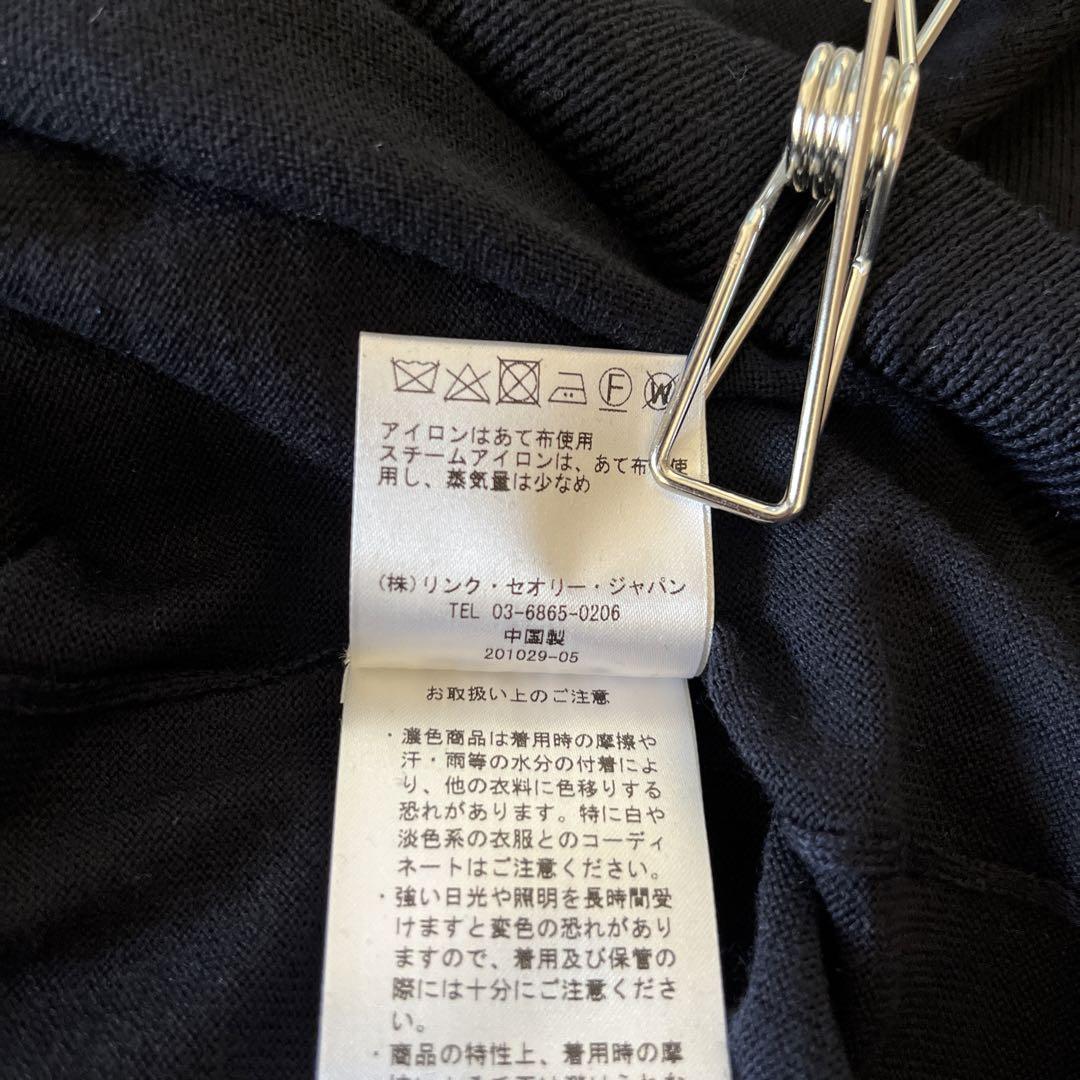 F W
アイロンはあて布使用
スチームアイロンは、あて布 使
用し、蒸気量は少なめ
(株)リンク・セオリー・ジャパン
TEL 03-6865-0206
中国製
201029-05
お取扱い上のご注意
・濃色商品は着用時の摩擦や
汗・雨等の水分の付着によ
り、他の衣料に色移りする
恐れがあります。特に白や
淡色系の衣服とのコーディ
ネートはご注意ください。
・強い日光や照明を長時間受
けますと変色の恐れがあり
ますので、着用及び保管の
際には十分にご注意くださ
い。
・商品の特性上、着用時の摩